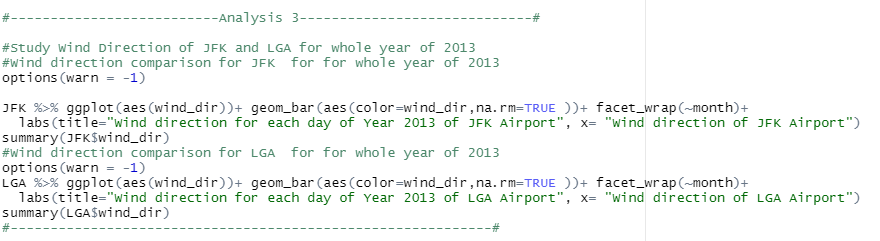 #--------------------------Analysis 3-----------------------------#
#Study Wind Direction of JFK and LGA for whole year of 2013
#Wind direction comparison for JFK  for for whole year of 2013
options(warn = -1)
JFK %>% ggplot(aes(wind_dir))+ geom_bar(aes(color=wind_dir,na.rm=TRUE ))+ facet_wrap(~month)+
  labs(title="Wind direction for each day of Year 2013 of JFK Airport", x= "Wind direction of JFK Airport")
summary(JFK$wind_dir)
#Wind direction comparison for LGA  for for whole year of 2013
options(warn = -1)
LGA %>% ggplot(aes(wind_dir))+ geom_bar(aes(color=wind_dir,na.rm=TRUE ))+ facet_wrap(~month)+
  labs(title="Wind direction for each day of Year 2013 of LGA Airport", x= "Wind direction of LGA Airport")
summary(LGA$wind_dir)
#------------------------------------------------------------#